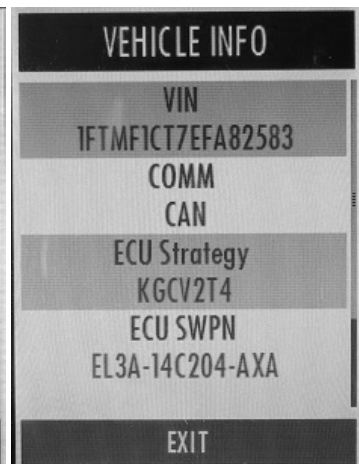 VEHICLE INFO
VIN
1FTMF1CT7EFA82583
COMM
CAN
ECU Strategy
KGCV2T4
ECU SWPN
EL3A-14C204-AXA
EXIT